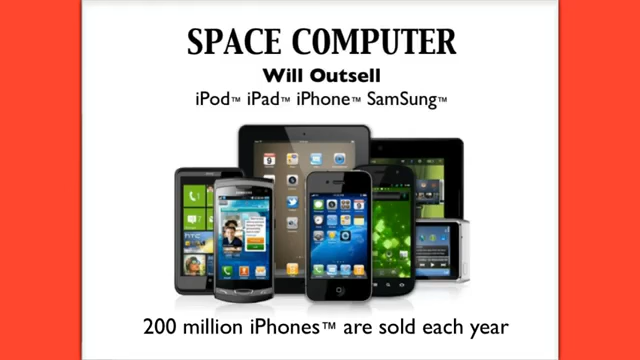 SPACE COMPUTER
Will Outsell
iPod™ iPad™ iPhone™ SamSung™
200 million iPhones™ are sold each year